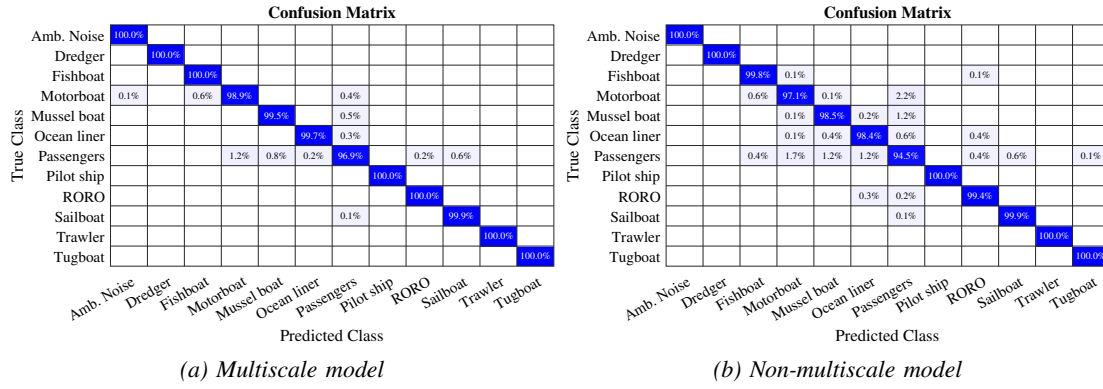 Confusion Matrix
True Class
Amb. Noise 100.0%
Dredger 100.0%
Fishboat 100.0%
Motorboat 0.1% 0.6% 98.9% 0.4%
Mussel boat 99.5% 0.5%
Ocean liner 99.7% 0.3%
Passengers 1.2% 0.8% 0.2% 96.9% 0.2% 0.6%
Pilot ship 100.0%
RORO 100.0%
Sailboat 0.1% 99.9%
Trawler 100.0%
Tugboat 100.0%
Amb. Noise Dredger Fishboat Motorboat Mussel boat Ocean liner Passengers Pilot ship RORO Sailboat Trawler Tugboat
Predicted Class
(a) Multiscale model
Confusion Matrix
True Class
Amb. Noise 100.0%
Dredger 100.0%
Fishboat 99.8% 0.1% 0.1%
Motorboat 0.6% 97.1% 0.1% 2.2%
Mussel boat 0.1% 98.5% 0.2% 1.2%
Ocean liner 0.1% 0.4% 98.4% 0.6% 0.4%
Passengers 0.4% 1.7% 1.2% 1.2% 94.5% 0.4% 0.6% 0.1%
Pilot ship 100.0%
RORO 0.3% 0.2% 99.4%
Sailboat 0.1% 99.9%
Trawler 100.0%
Tugboat 100.0%
Amb. Noise Dredger Fishboat Motorboat Mussel boat Ocean liner Passengers Pilot ship RORO Sailboat Trawler Tugboat
Predicted Class
(b) Non-multiscale model